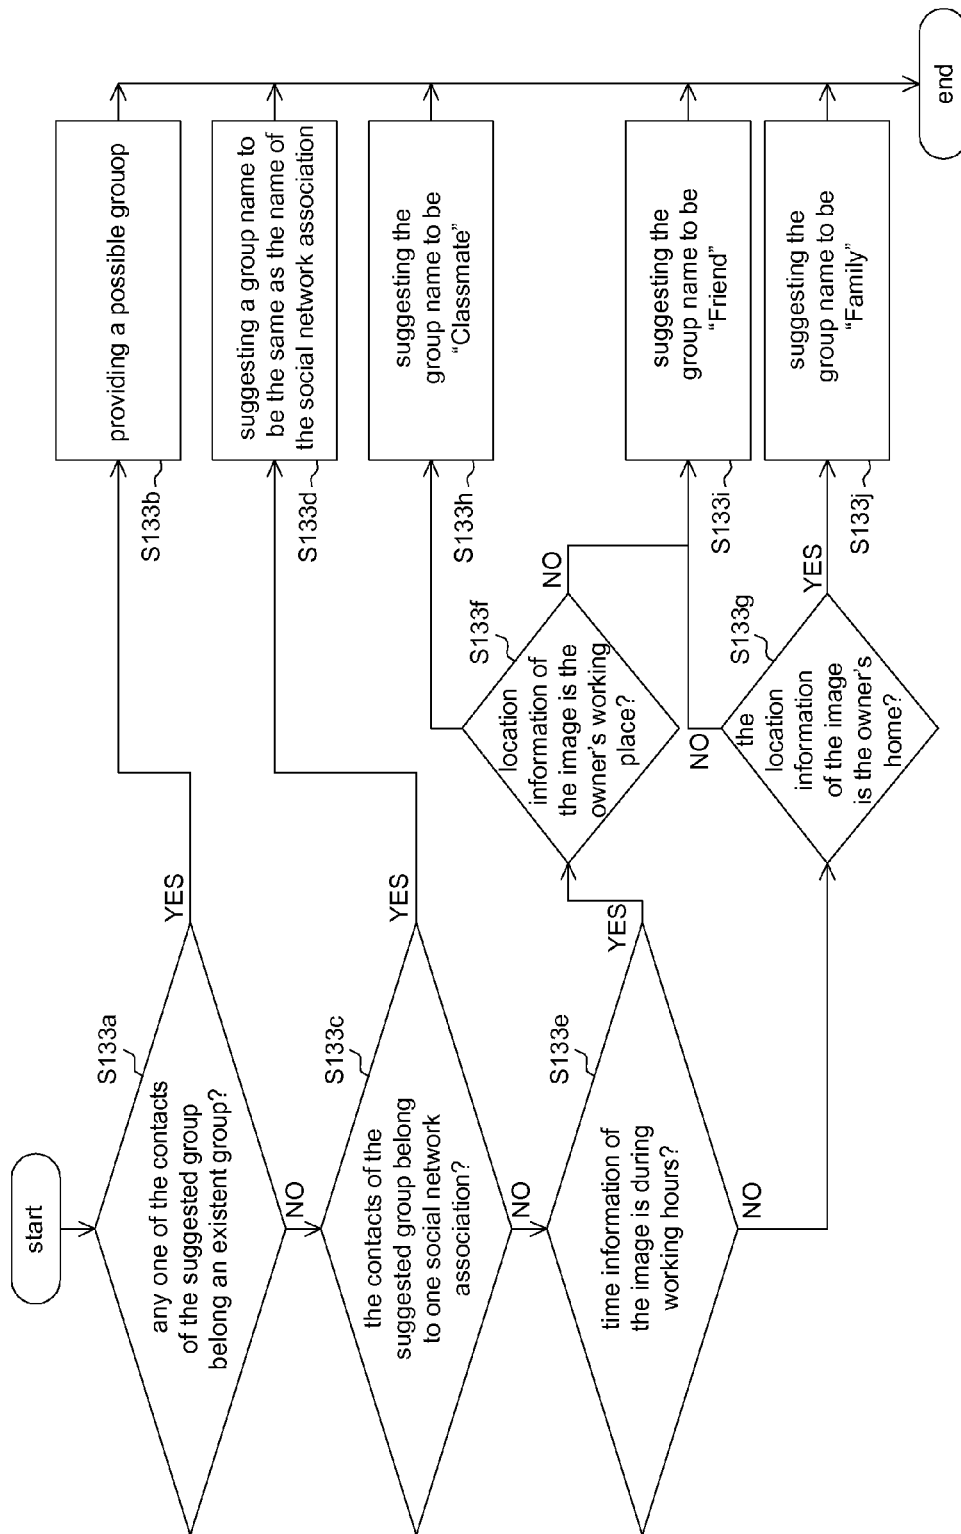 start
S133a
any one of the contacts
of the suggested group
belong an existent group?
YES
NO
S133b
providing a possible grouop
S133c
the contacts of the
suggested group belong
to one social network
association?
YES
NO
S133d
suggesting a group name to
be the same as the name of
the social network association
S133e
time information of
the image is during
working hours?
YES
NO
S133f
location
information of
the image is the
owner's working
place?
NO
S133h
suggesting the
group name to be
"Classmate"
S133g
the
location
information
of the image
is the owner's
home?
NO
YES
S133i
suggesting the
group name to be
"Friend"
S133j
suggesting the
group name to be
"Family"
end